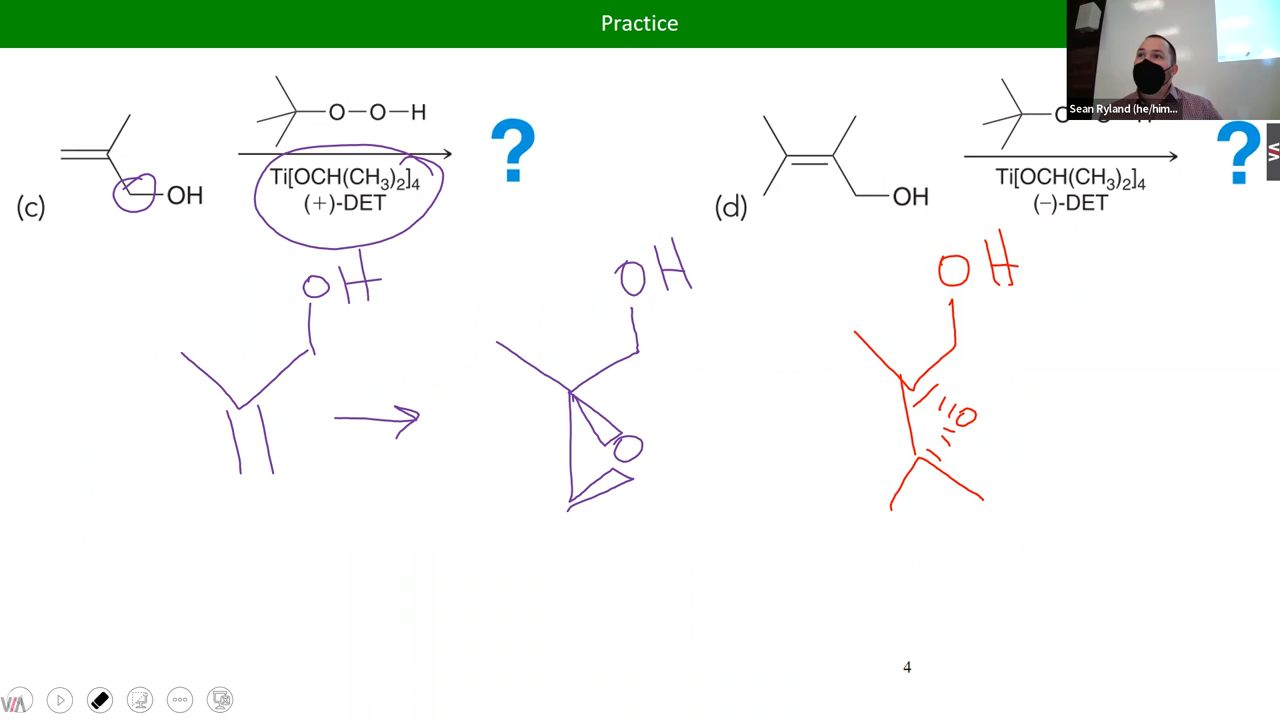 Practice
Sean Ryland (he/him...
O–O–H
OH
Ti[OCH(CH₃)₂]₄
(+)-DET
?
(c)
O
OH
Ti[OCH(CH₃)₂]₄
(−)-DET
?
(d)
OH
OH
O
OH
O
4